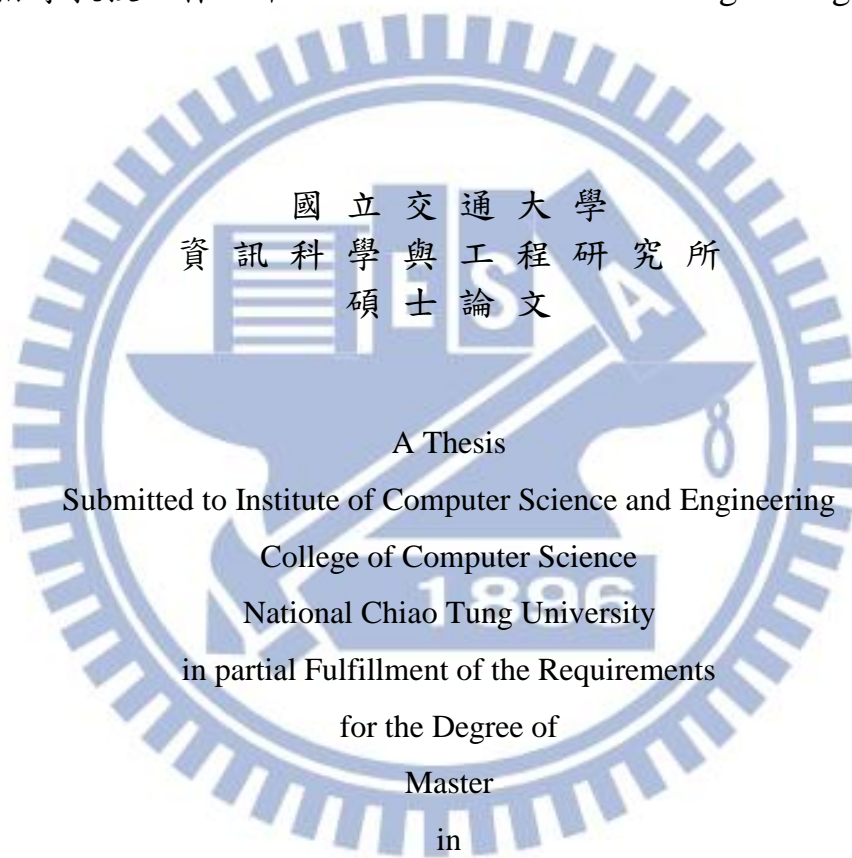 國 立 交 通 大 學
資 訊 科 學 與 工 程 研 究 所
碩 士 論 文
E S A
A Thesis
Submitted to Institute of Computer Science and Engineering
College of Computer Science
1896
National Chiao Tung University
in partial Fulfillment of the Requirements
for the Degree of
Master
in